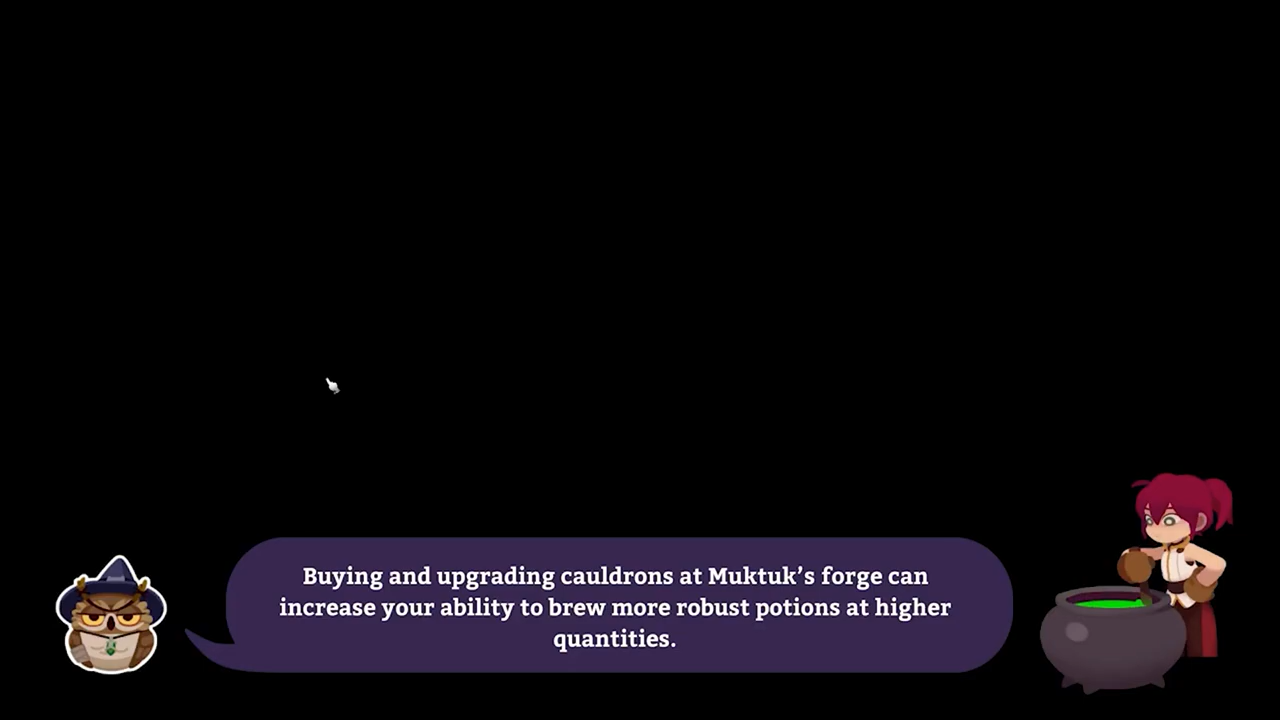 Buying and upgrading cauldrons at Muktuk’s forge can
increase your ability to brew more robust potions at higher
quantities.